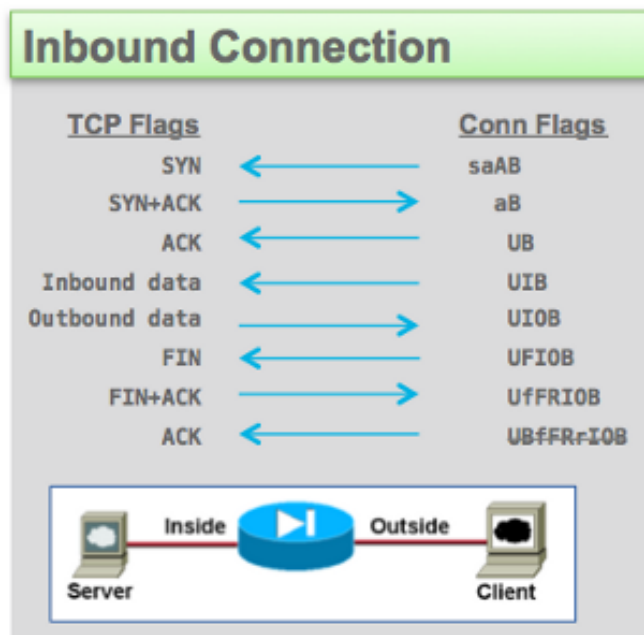 Inbound Connection
TCP Flags Conn Flags
SYN saAB
SYN+ACK aB
ACK UB
Inbound data UIB
Outbound data UIOB
FIN UFIOB
FIN+ACK UfFRIOB
ACK UBfFRrIOB
Inside Outside
Server Client